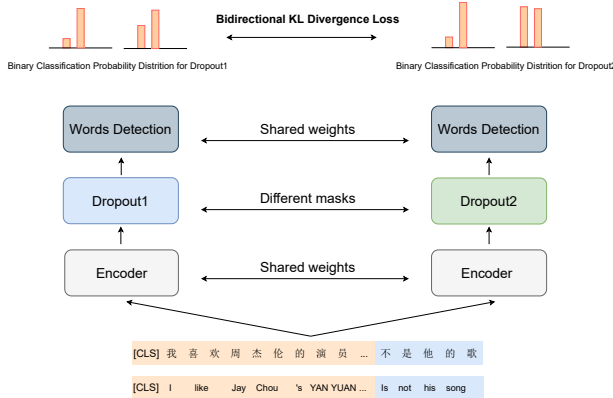 Bidirectional KL Divergence Loss
Binary Classification Probability Distrition for Dropout1
Binary Classification Probability Distrition for Dropout2
Words Detection
Shared weights
Words Detection
Dropout1
Different masks
Dropout2
Encoder
Shared weights
Encoder
[CLS] 我 喜 欢 周 杰 伦 的 演 员 ... 不 是 他 的 歌
[CLS] I like Jay Chou 's YAN YUAN ... Is not his song